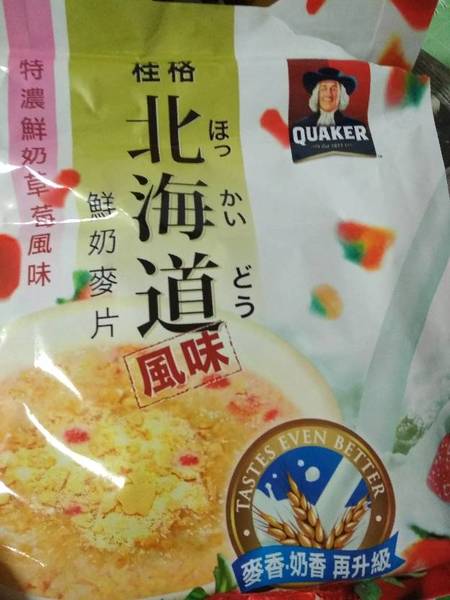 特濃鮮奶草莓風味
桂格
北海道
ほっかいどう
鮮奶麥片
風味
QUAKER
TASTES EVEN BETTER
麥香·奶香 再升級